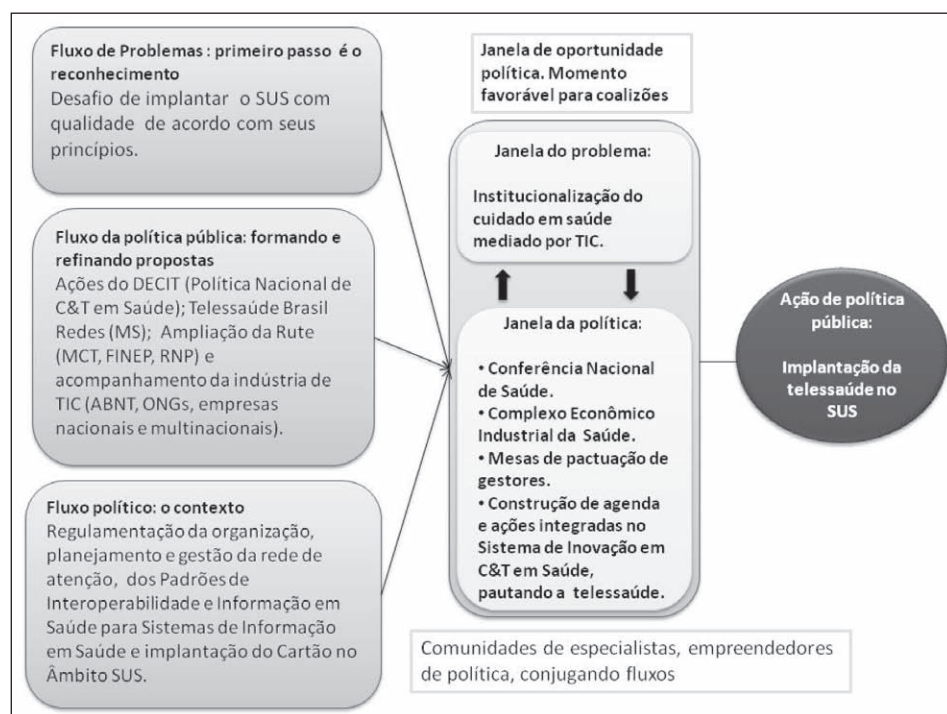 Fluxo de Problemas : primeiro passo é o
reconhecimento
Desafio de implantar o SUS com
qualidade de acordo com seus
princípios.
Fluxo da política pública: formando e
refinando propostas
Ações do DECIT (Política Nacional de
C&T em Saúde); Telessaúde Brasil
Redes (MS); Ampliação da Rute
(MCT, FINEP, RNP) e
acompanhamento da indústria de
TIC (ABNT, ONGs, empresas
nacionais e multinacionais).
Fluxo político: o contexto
Regulamentação da organização,
planejamento e gestão da rede de
atenção, dos Padrões de
Interoperabilidade e Informação em
Saúde para Sistemas de Informação
em Saúde e implantação do Cartão no
Âmbito SUS.
Janela de oportunidade
política. Momento
favorável para coalizões
Janela do problema:
Institucionalização do
cuidado em saúde
mediado por TIC.
Janela da política:
• Conferência Nacional
de Saúde.
• Complexo Econômico
Industrial da Saúde.
• Mesas de pactuação de
gestores.
• Construção de agenda
e ações integradas no
Sistema de Inovação em
C&T em Saúde,
pautando a telessaúde.
Comunidades de especialistas, empreendedores
de política, conjugando fluxos
Ação de política
pública:
Implantação da
telessaúde no
SUS